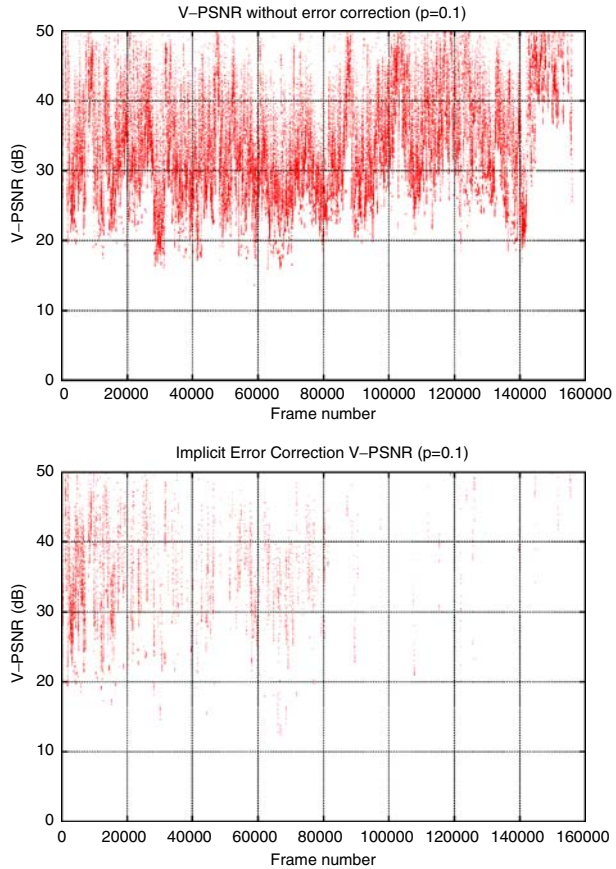 V−PSNR without error correction (p=0.1)
50
40
30
20
10
0
V−PSNR (dB)
0 20000 40000 60000 80000 100000 120000 140000 160000
Frame number
Implicit Error Correction V−PSNR (p=0.1)
50
40
30
20
10
0
V−PSNR (dB)
0 20000 40000 60000 80000 100000 120000 140000 160000
Frame number